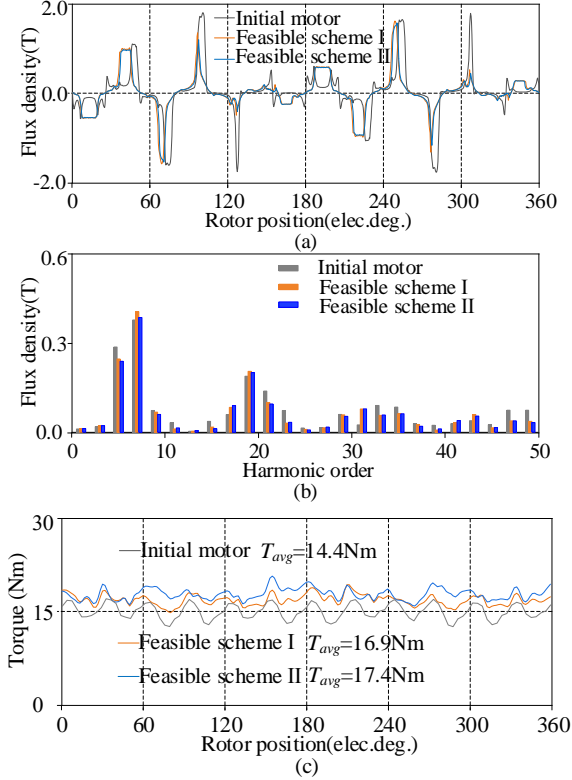 (a)
Initial motor
Feasible scheme I
Feasible scheme II
2.0
0.0
-2.0
Flux density(T)
0 60 120 180 240 300 360
Rotor position(elec.deg.)
(a)
0.6
0.3
0.0
Flux density(T)
Initial motor
Feasible scheme I
Feasible scheme II
0 10 20 30 40 50
Harmonic order
(b)
30
15
0
Torque (Nm)
Initial motor Tavg=14.4Nm
Feasible scheme I Tavg=16.9Nm
Feasible scheme II Tavg=17.4Nm
0 60 120 180 240 300 360
Rotor position(elec.deg.)
(c)